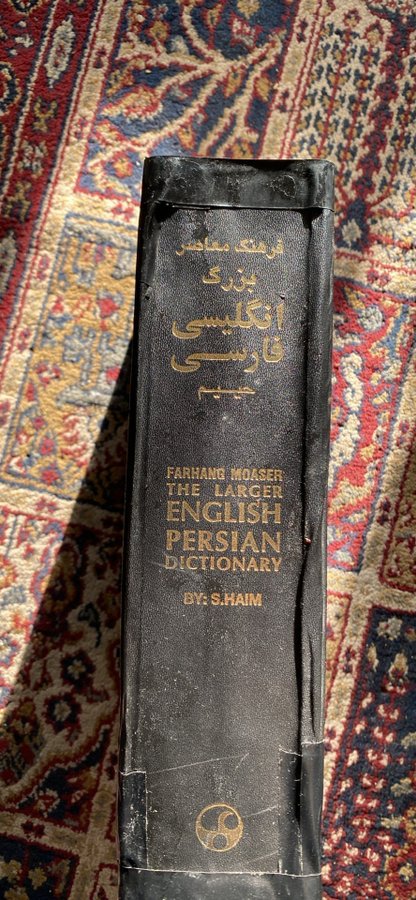 فرهنگ معاصر
بزرگ
انگلیسی
فارسی
حییم
FARHANG MOASER
THE LARGER
ENGLISH
PERSIAN
DICTIONARY
BY: S.HAIM